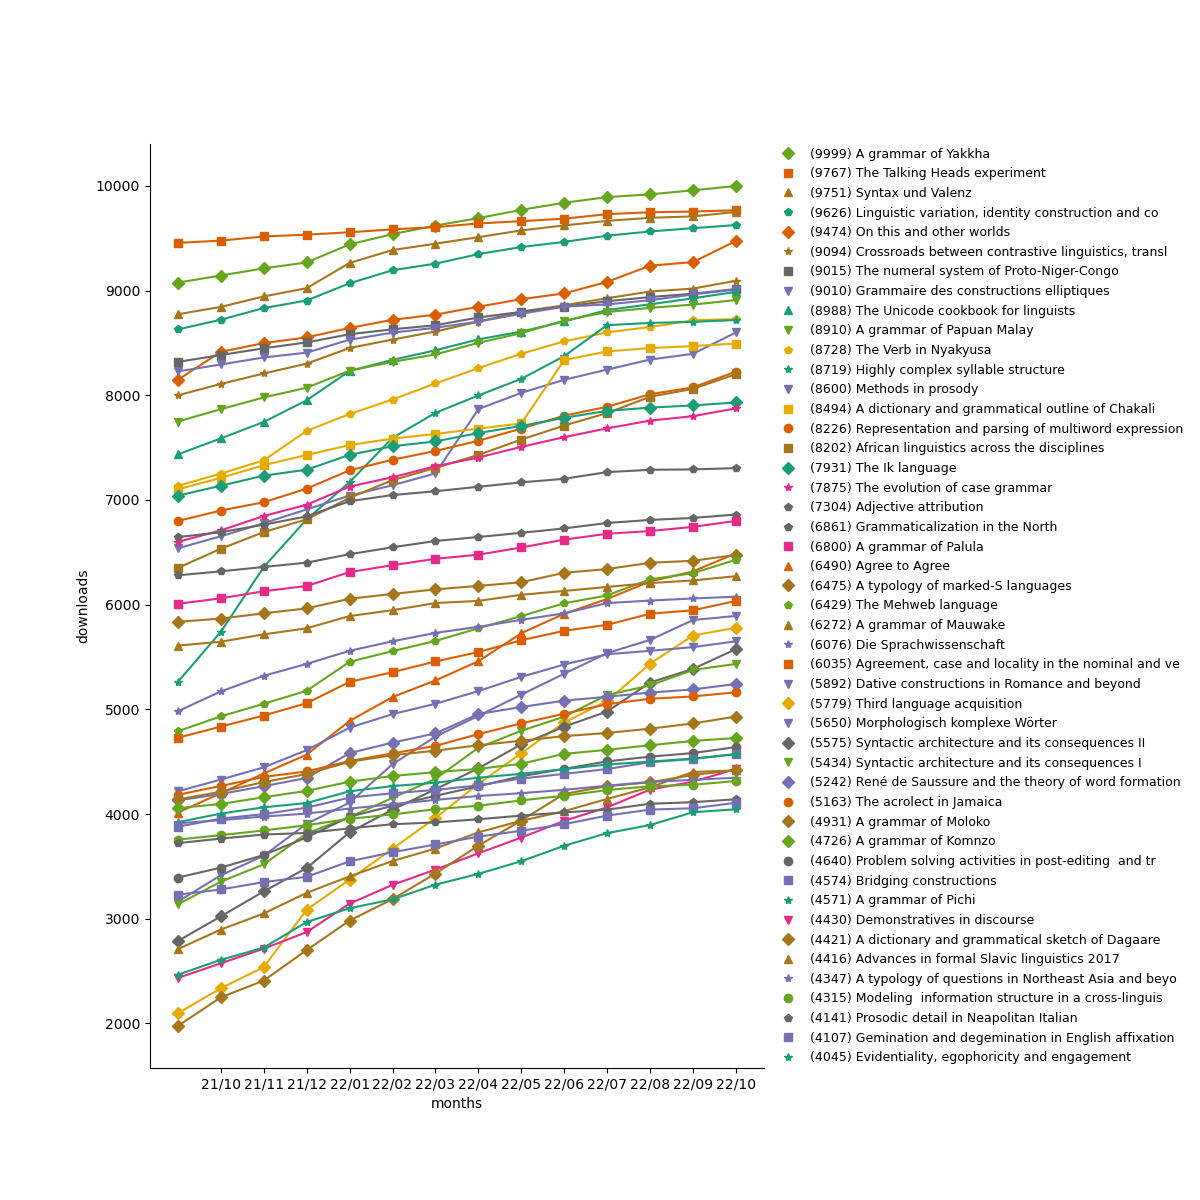 10000
9000
8000
7000
6000
5000
4000
3000
2000
downloads
21/10 21/11 21/12 22/01 22/02 22/03 22/04 22/05 22/06 22/07 22/08 22/09 22/10
months
(9999) A grammar of Yakkha
(9767) The Talking Heads experiment
(9751) Syntax und Valenz
(9626) Linguistic variation, identity construction and co
(9474) On this and other worlds
(9094) Crossroads between contrastive linguistics, transl
(9015) The numeral system of Proto-Niger-Congo
(9010) Grammaire des constructions elliptiques
(8988) The Unicode cookbook for linguists
(8910) A grammar of Papuan Malay
(8728) The Verb in Nyakyusa
(8719) Highly complex syllable structure
(8600) Methods in prosody
(8494) A dictionary and grammatical outline of Chakali
(8226) Representation and parsing of multiword expression
(8202) African linguistics across the disciplines
(7931) The Ik language
(7875) The evolution of case grammar
(7304) Adjective attribution
(6861) Grammaticalization in the North
(6800) A grammar of Palula
(6490) Agree to Agree
(6475) A typology of marked-S languages
(6429) The Mehweb language
(6272) A grammar of Mauwake
(6076) Die Sprachwissenschaft
(6035) Agreement, case and locality in the nominal and ve
(5892) Dative constructions in Romance and beyond
(5779) Third language acquisition
(5650) Morphologisch komplexe Wörter
(5575) Syntactic architecture and its consequences II
(5434) Syntactic architecture and its consequences I
(5242) René de Saussure and the theory of word formation
(5163) The acrolect in Jamaica
(4931) A grammar of Moloko
(4726) A grammar of Komnzo
(4640) Problem solving activities in post-editing  and tr
(4574) Bridging constructions
(4571) A grammar of Pichi
(4430) Demonstratives in discourse
(4421) A dictionary and grammatical sketch of Dagaare
(4416) Advances in formal Slavic linguistics 2017
(4347) A typology of questions in Northeast Asia and beyo
(4315) Modeling  information structure in a cross-linguis
(4141) Prosodic detail in Neapolitan Italian
(4107) Gemination and degemination in English affixation
(4045) Evidentiality, egophoricity and engagement